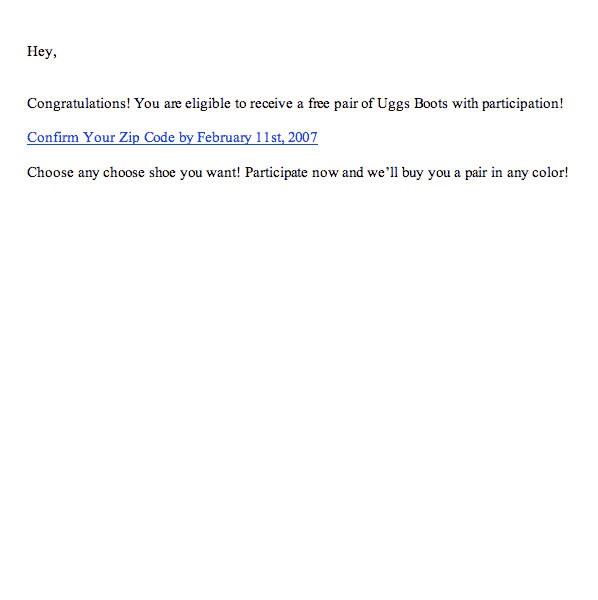 Hey,
Congratulations! You are eligible to receive a free pair of Uggs Boots with participation!
Confirm Your Zip Code by February 11st, 2007
Choose any choose shoe you want! Participate now and we’ll buy you a pair in any color!